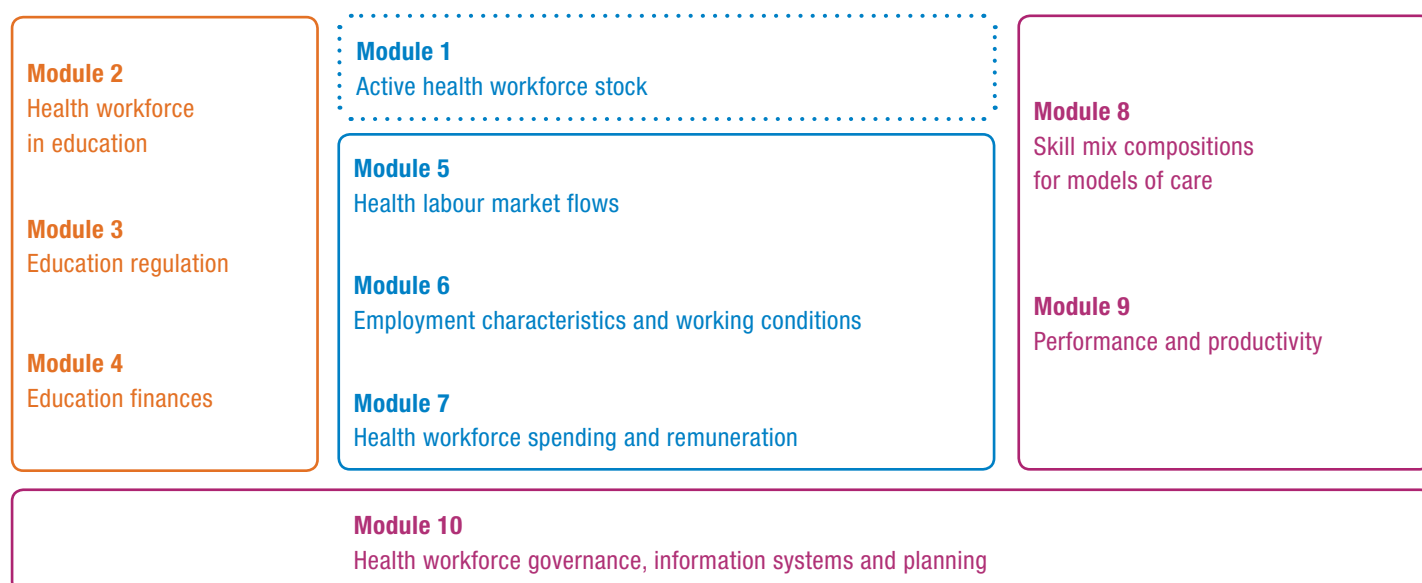 Module 2
Health workforce
in education
Module 3
Education regulation
Module 4
Education finances
Module 1
Active health workforce stock
Module 5
Health labour market flows
Module 6
Employment characteristics and working conditions
Module 7
Health workforce spending and remuneration
Module 8
Skill mix compositions
for models of care
Module 9
Performance and productivity
Module 10
Health workforce governance, information systems and planning